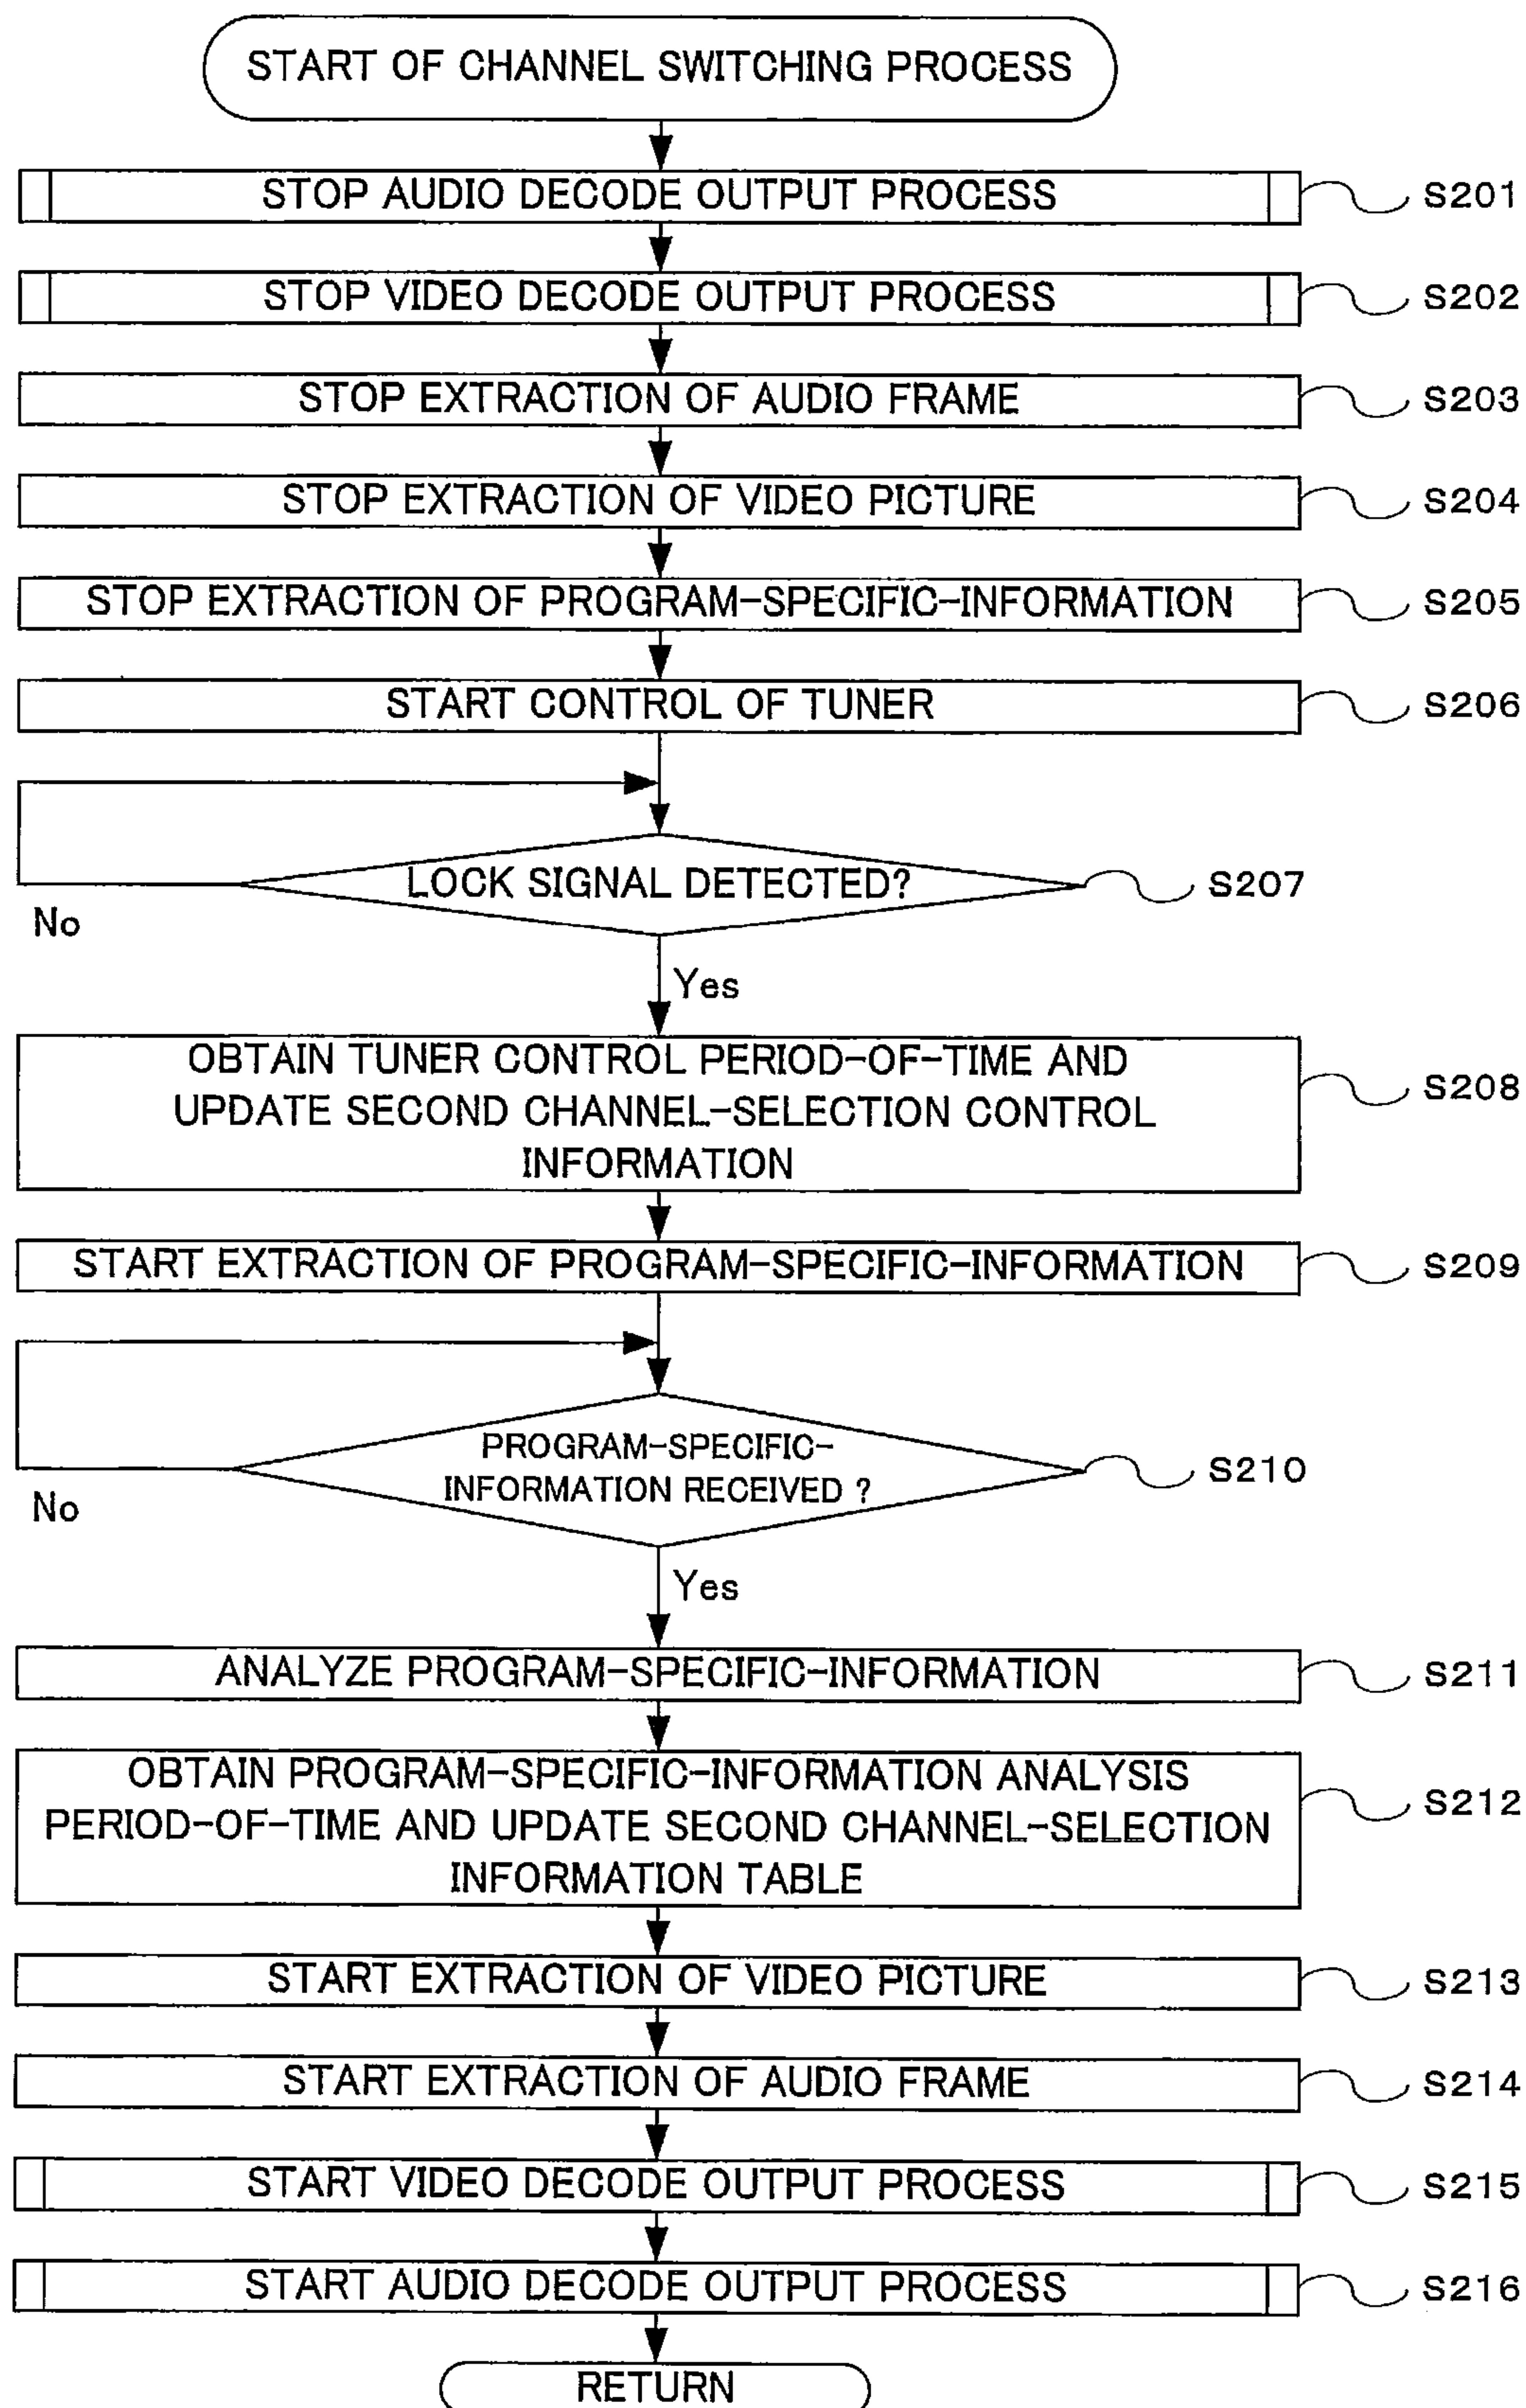 START OF CHANNEL SWITCHING PROCESS
STOP AUDIO DECODE OUTPUT PROCESS
S201
STOP VIDEO DECODE OUTPUT PROCESS
S202
STOP EXTRACTION OF AUDIO FRAME
S203
STOP EXTRACTION OF VIDEO PICTURE
S204
STOP EXTRACTION OF PROGRAM-SPECIFIC-INFORMATION
S205
START CONTROL OF TUNER
S206
LOCK SIGNAL DETECTED?
S207
No
Yes
OBTAIN TUNER CONTROL PERIOD-OF-TIME AND
UPDATE SECOND CHANNEL-SELECTION CONTROL
INFORMATION
S208
START EXTRACTION OF PROGRAM-SPECIFIC-INFORMATION
S209
PROGRAM-SPECIFIC-
INFORMATION RECEIVED ?
S210
No
Yes
ANALYZE PROGRAM-SPECIFIC-INFORMATION
S211
OBTAIN PROGRAM-SPECIFIC-INFORMATION ANALYSIS
PERIOD-OF-TIME AND UPDATE SECOND CHANNEL-SELECTION
INFORMATION TABLE
S212
START EXTRACTION OF VIDEO PICTURE
S213
START EXTRACTION OF AUDIO FRAME
S214
START VIDEO DECODE OUTPUT PROCESS
S215
START AUDIO DECODE OUTPUT PROCESS
S216
RETURN